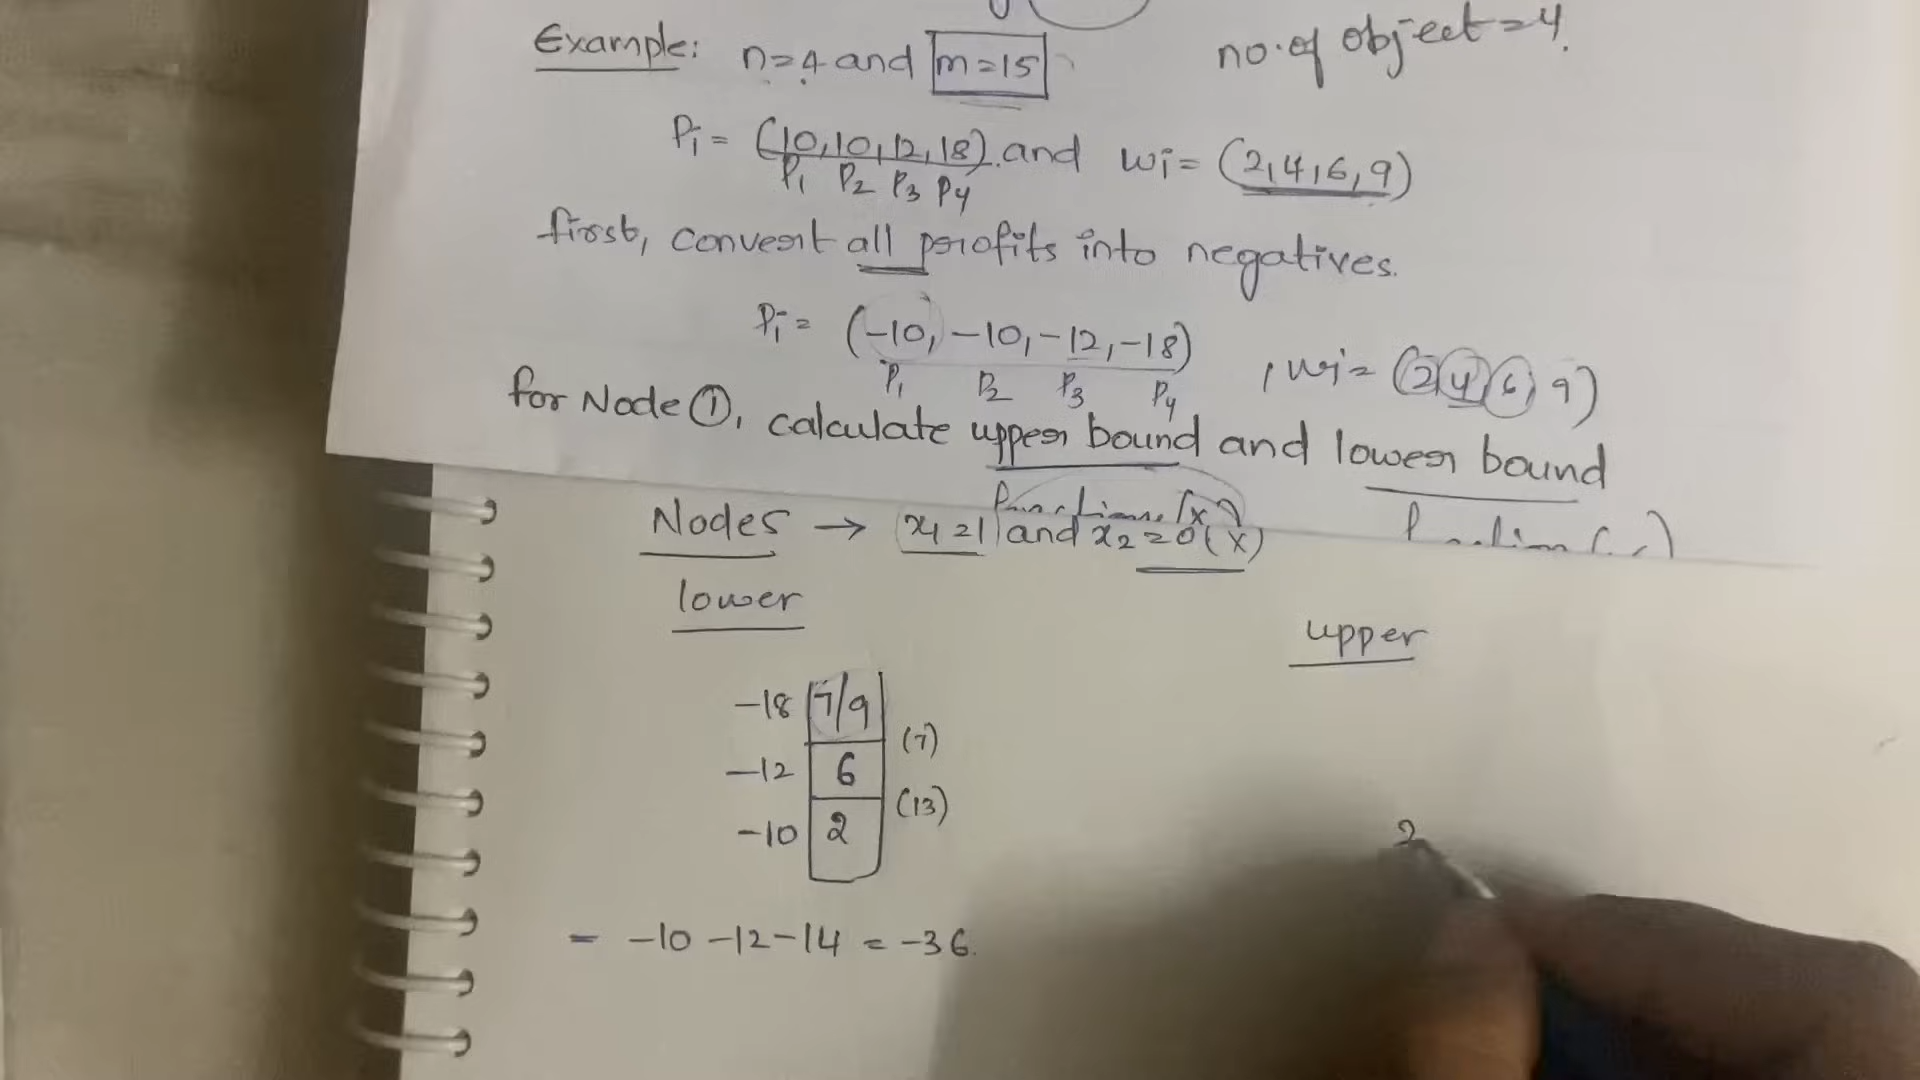 Example: n=4 and m=15
no.of object=4.
Pi = (10,10,12,18).and wi= (2,4,6,9)
P1 P2 P3 P4
first, convert all profits into negatives.
Pi = (-10, -10, -12, -18) , wi = (2,4,6,9)
P1 P2 P3 P4
for Node ①, calculate upper bound and lower bound
Nodes → x1=1 and x2=0(x)
lower
upper
-18 7/9
(7)
-12 6
(13)
-10 2
2
= -10 -12 -14 = -36.